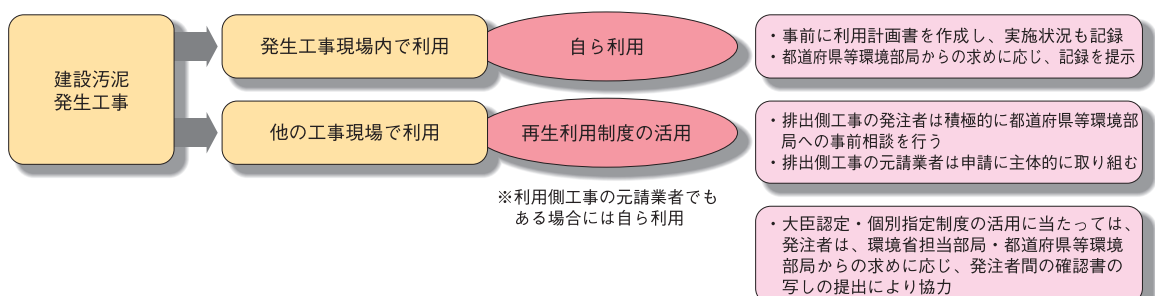 建設汚泥
発生工事
発生工事現場内で利用
自ら利用
・事前に利用計画書を作成し、実施状況も記録
・都道府県等環境部局からの求めに応じ、記録を提示
他の工事現場で利用
再生利用制度の活用
※利用側工事の元請業者でも
ある場合には自ら利用
・排出側工事の発注者は積極的に都道府県等環境部
局への事前相談を行う
・排出側工事の元請業者は申請に主体的に取り組む
・大臣認定・個別指定制度の活用に当たっては、
発注者は、環境省担当部局・都道府県等環境
部局からの求めに応じ、発注者間の確認書の
写しの提出により協力